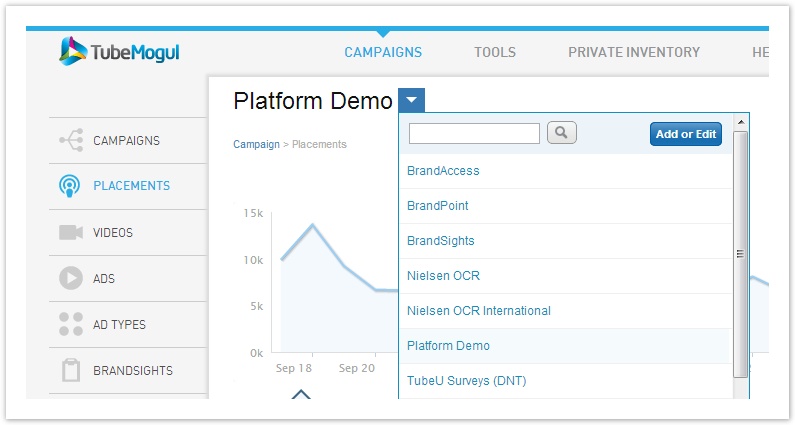 TubeMogul
CAMPAIGNS TOOLS PRIVATE INVENTORY HE
Platform Demo
Add or Edit
Campaign > Placements
CAMPAIGNS
PLACEMENTS
VIDEOS
ADS
AD TYPES
BRANDSIGHTS
BrandAccess
BrandPoint
BrandSights
Nielsen OCR
Nielsen OCR International
Platform Demo
TubeU Surveys (DNT)
15k
10k
5k
0k
Sep 18 Sep 20